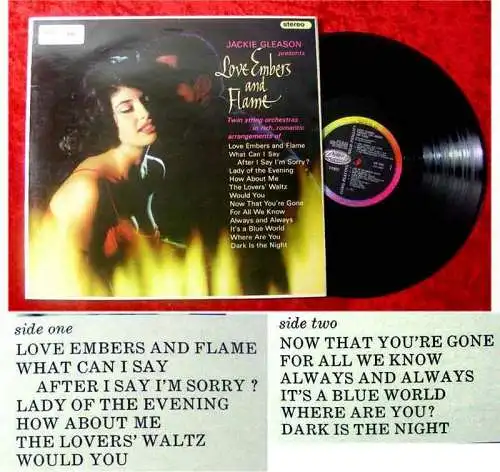 stereo
JACKIE GLEASON
presents
Love Embers
and
Flame
Twin string orchestras
in rich, romantic
arrangements of
Love Embers and Flame
What Can I Say
After I Say I'm Sorry?
Lady of the Evening
How About Me
The Lovers' Waltz
Would You
Now That You're Gone
For All We Know
Always and Always
It's a Blue World
Where Are You
Dark Is the Night
side one
LOVE EMBERS AND FLAME
WHAT CAN I SAY
AFTER I SAY I'M SORRY ?
LADY OF THE EVENING
HOW ABOUT ME
THE LOVERS' WALTZ
WOULD YOU
side two
NOW THAT YOU'RE GONE
FOR ALL WE KNOW
ALWAYS AND ALWAYS
IT'S A BLUE WORLD
WHERE ARE YOU?
DARK IS THE NIGHT